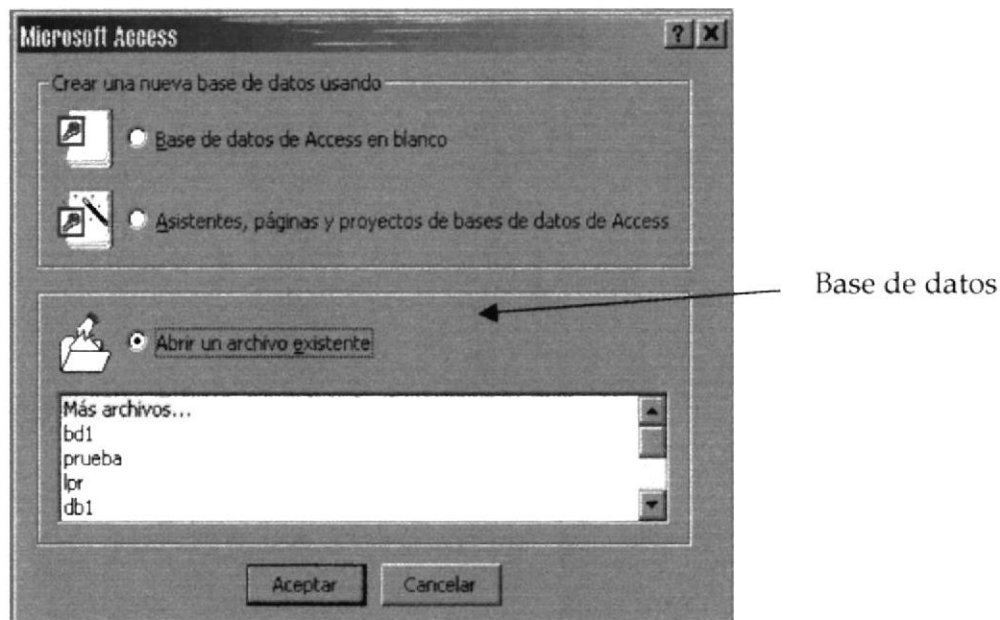 Microsoft Access
Crear una nueva base de datos usando
Base de datos de Access en blanco
Asistentes, páginas y proyectos de bases de datos de Access
Base de datos
Abrir un archivo existente
Más archivos...
bd1
prueba
lpr
db1
Aceptar Cancelar